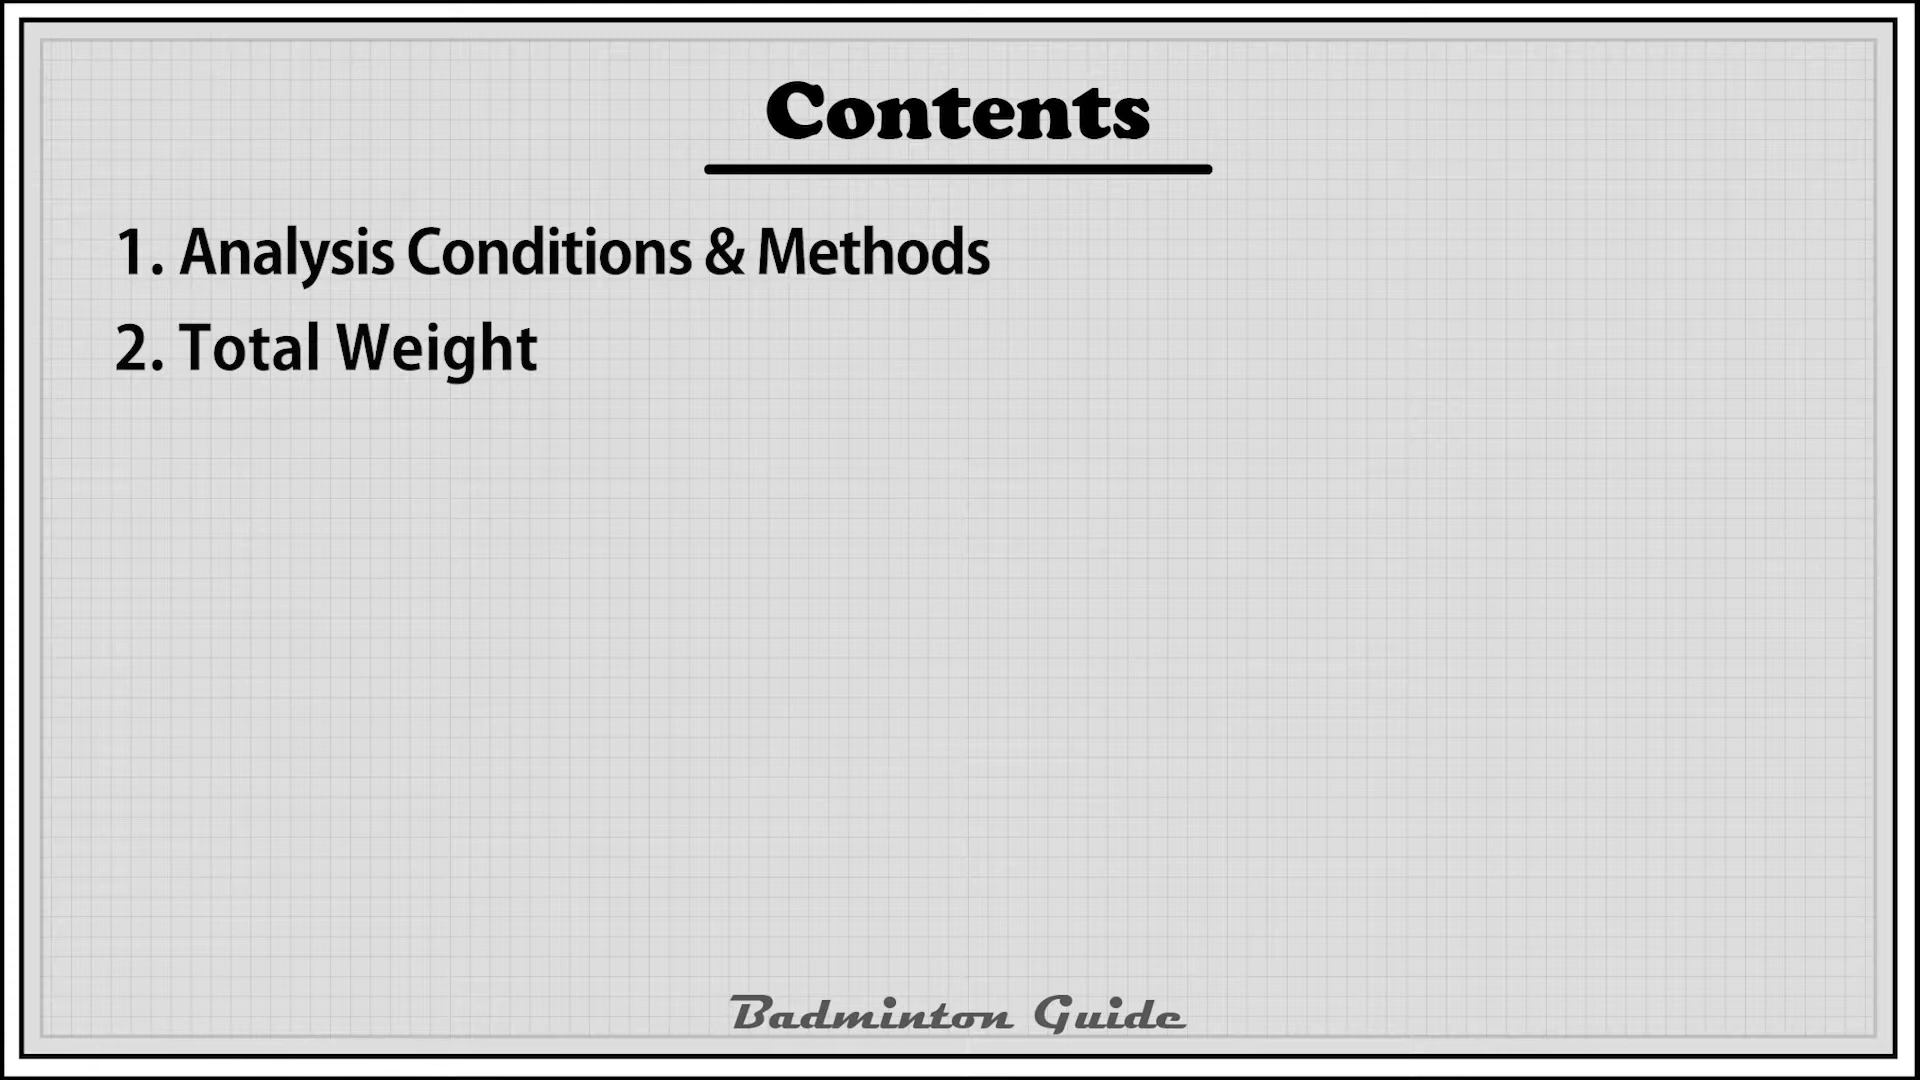 Contents
1. Analysis Conditions & Methods
2. Total Weight
Badminton Guide